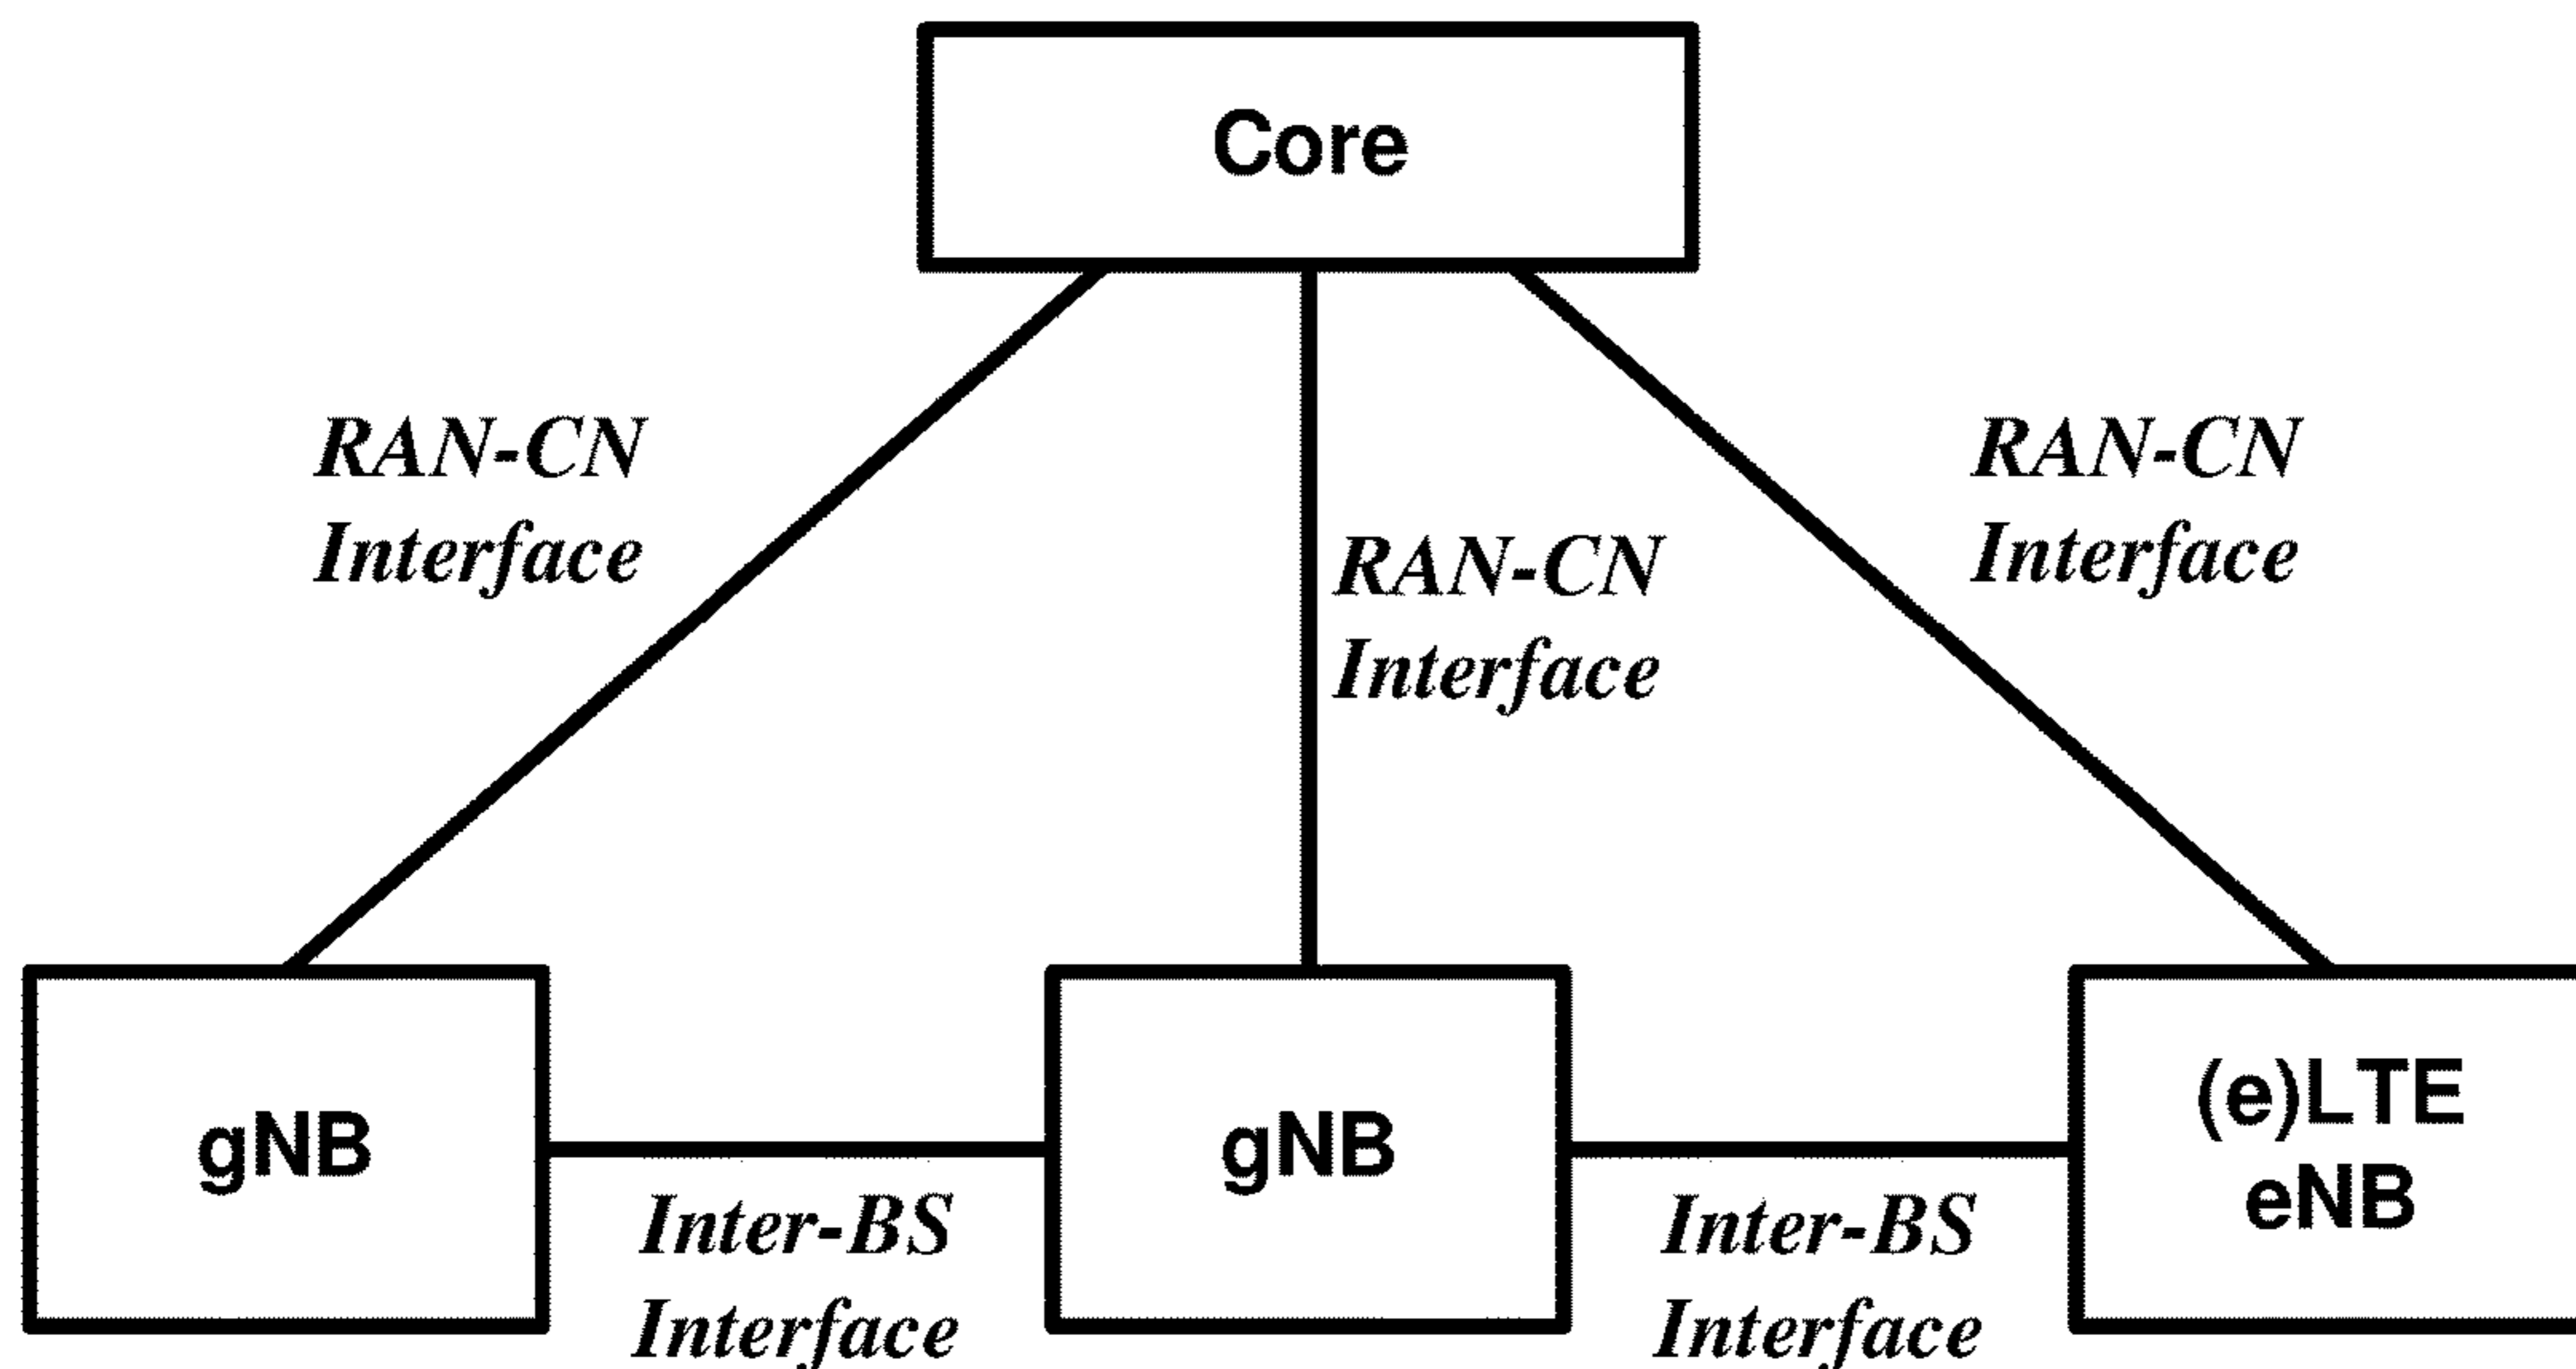 Core
RAN-CN
Interface
RAN-CN
Interface
RAN-CN
Interface
gNB
Inter-BS
Interface
gNB
Inter-BS
Interface
(e)LTE
eNB